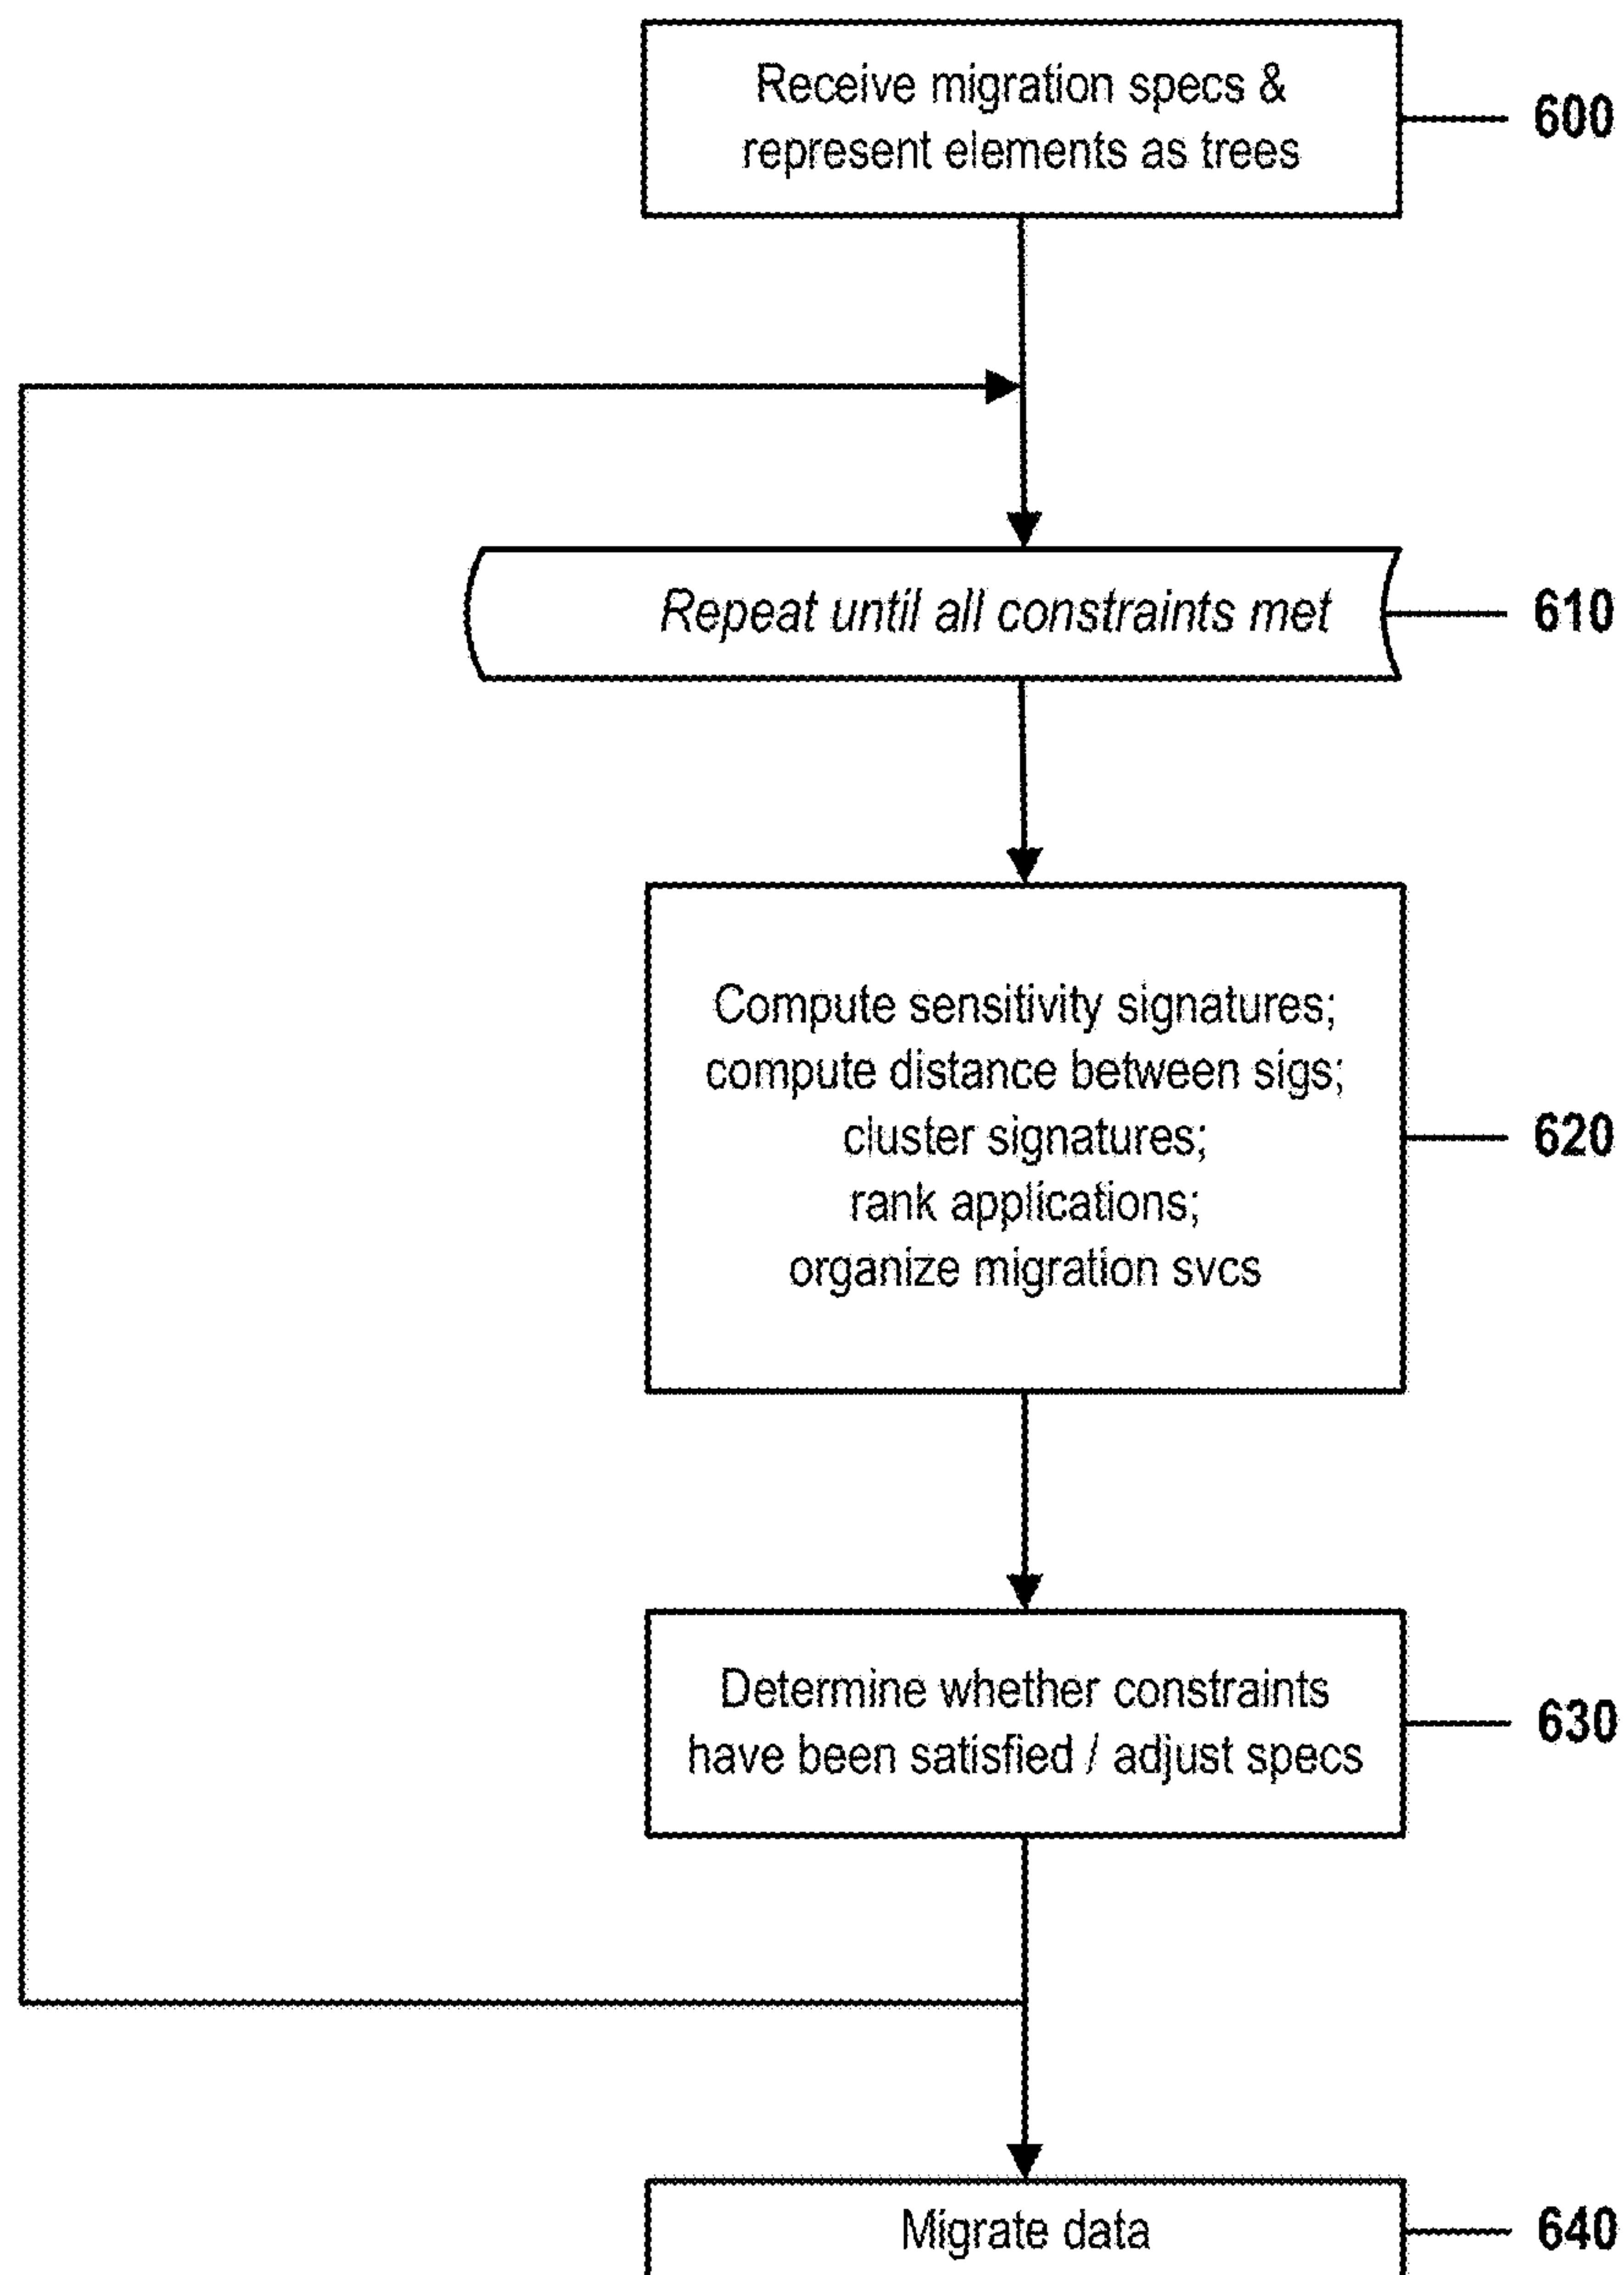 Receive migration specs &
represent elements as trees
600
Repeat until all constraints met
610
Compute sensitivity signatures;
compute distance between sigs;
cluster signatures;
rank applications;
organize migration svcs
620
Determine whether constraints
have been satisfied / adjust specs
630
Migrate data
640